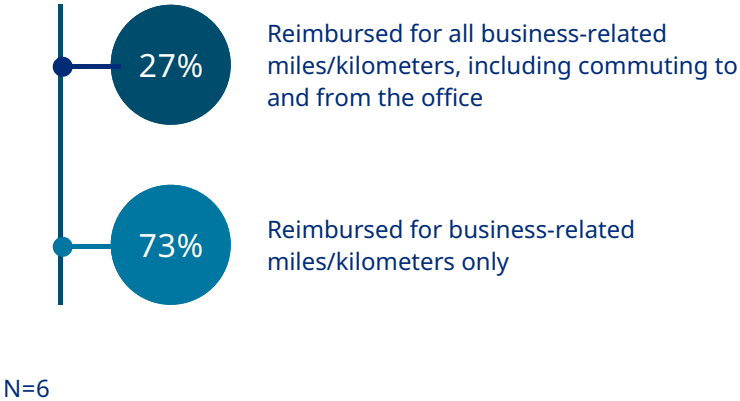 27%
Reimbursed for all business-related
miles/kilometers, including commuting to
and from the office
73%
Reimbursed for business-related
miles/kilometers only
N=6